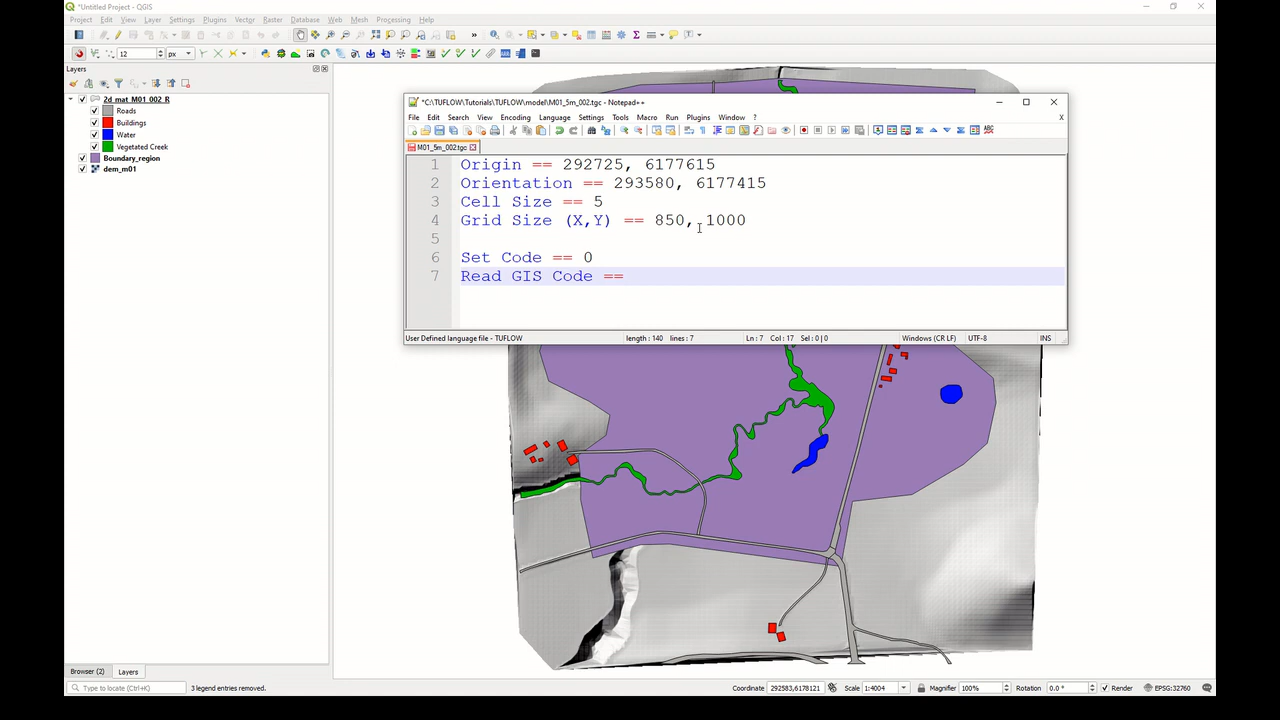 *Untitled Project - QGIS
Project Edit View Layer Settings Plugins Vector Raster Database Web Mesh Processing Help
12 px
Layers
2d_mat_M01_002_R
Roads
Buildings
Water
Vegetated Creek
Boundary_region
dem_m01
*C:\TUFLOW\Tutorials\TUFLOW\model\M01_5m_002.tgc - Notepad++
File Edit Search View Encoding Language Settings Tools Macro Run Plugins Window ? X
M01_5m_002.tgc
1 Origin == 292725, 6177615
2 Orientation == 293580, 6177415
3 Cell Size == 5
4 Grid Size (X,Y) == 850, 1000
5
6 Set Code == 0
7 Read GIS Code ==
User Defined language file - TUFLOW length : 140 lines : 7 Ln : 7 Col : 17 Sel : 0 | 0 Windows (CR LF) UTF-8 INS
Browser (2) Layers
Type to locate (Ctrl+K) 3 legend entries removed. Coordinate 292583,6178121 Scale 1:4004 Magnifier 100% Rotation 0.0 ° Render EPSG:32760